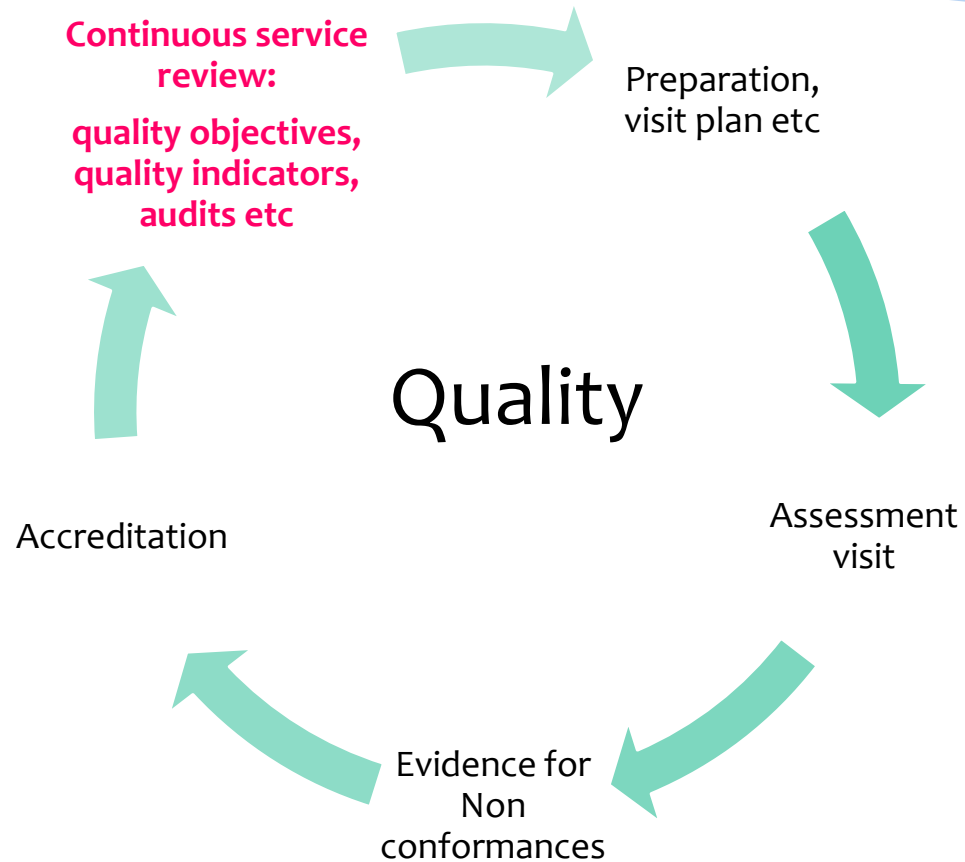 Continuous service
review:
quality objectives,
quality indicators,
audits etc
Preparation,
visit plan etc
Quality
Assessment
visit
Evidence for
Non
conformances
Accreditation